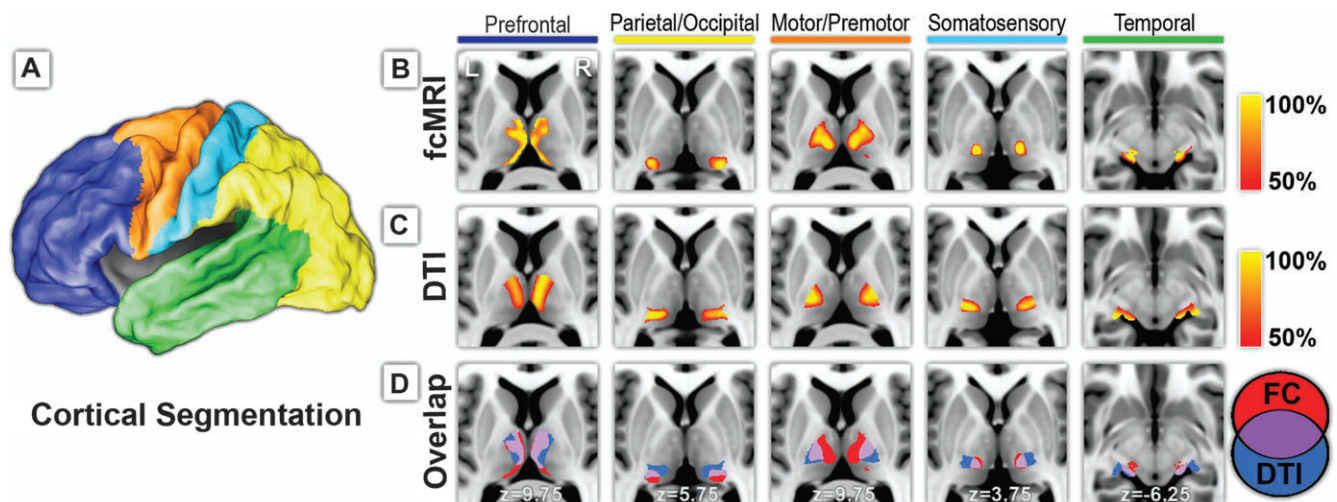 Prefrontal Parietal/Occipital Motor/Premotor Somatosensory Temporal
A
B
L R
fcMRI
100%
50%
C
DTI
100%
50%
Cortical Segmentation
D
Overlap
FC
DTI
z=9.75 z=5.75 z=9.75 z=3.75 z=-6.25